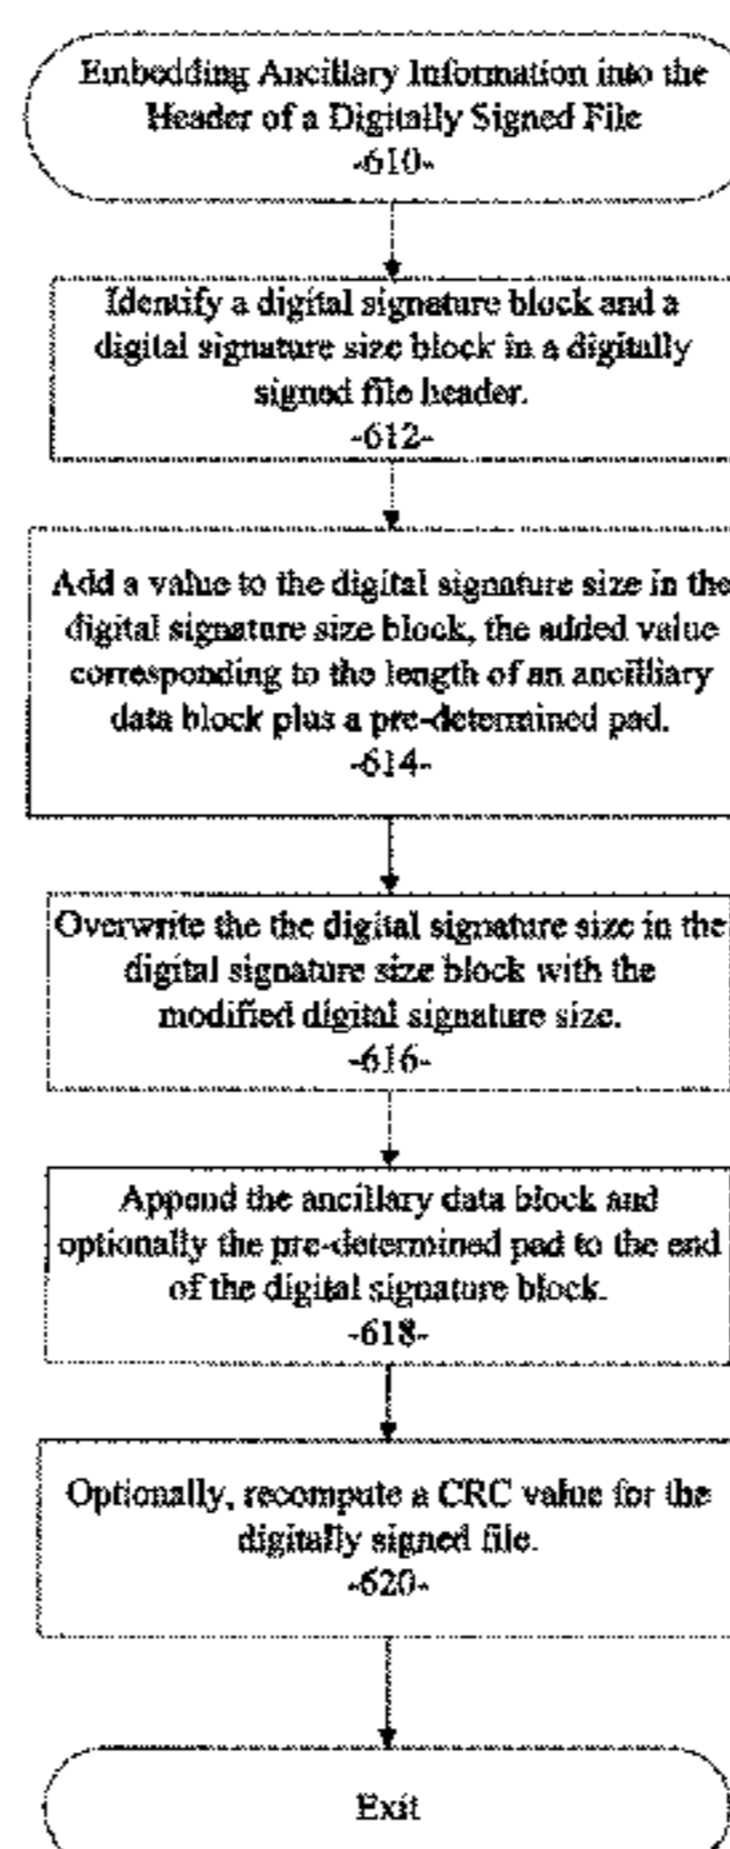 Embedding Ancillary Information into the
Header of a Digitally Signed File
-610-
Identify a digital signature block and a
digital signature size block in a digitally
signed file header.
-612-
Add a value to the digital signature size in the
digital signature size block, the added value
corresponding to the length of an ancilliary
data block plus a pre-determined pad.
-614-
Overwrite the the digital signature size in the
digital signature size block with the
modified digital signature size.
-616-
Append the ancillary data block and
optionally the pre-determined pad to the end
of the digital signature block.
-618-
Optionally, recompute a CRC value for the
digitally signed file.
-620-
Exit